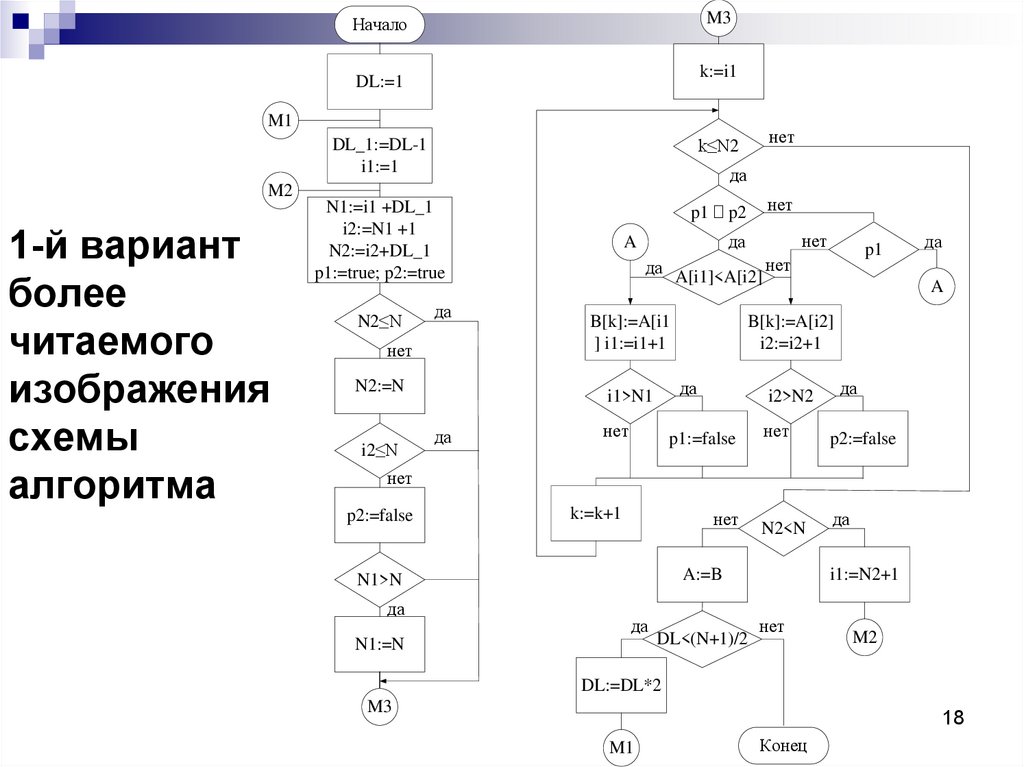 1-й вариант
более
читаемого
изображения
схемы
алгоритма
Начало
DL:=1
M1
DL_1:=DL-1
i1:=1
M2
N1:=i1 +DL_1
i2:=N1 +1
N2:=i2+DL_1
p1:=true; p2:=true
N2≤N
да
нет
N2:=N
i2≤N
да
нет
p2:=false
N1>N
да
N1:=N
M3
M3
k:=i1
k≤N2
нет
да
p1 □ p2
нет
да
A
нет
p1
да
A
да
A[i1]<A[i2]
нет
B[k]:=A[i1
] i1:=i1+1
B[k]:=A[i2]
i2:=i2+1
i1>N1
да
нет
p1:=false
i2>N2
да
нет
p2:=false
k:=k+1
нет
N2<N
да
A:=B
i1:=N2+1
M2
да
DL<(N+1)/2
нет
DL:=DL*2
M1
Конец
18